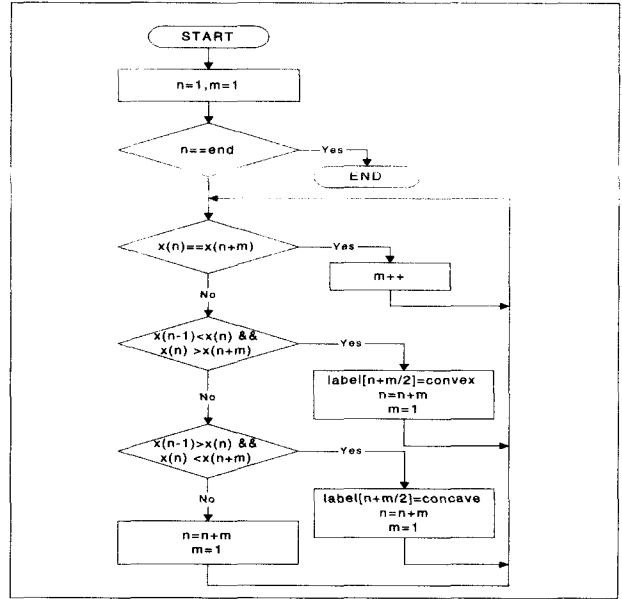 START
n=1,m=1
n==end
Yes
END
x(n)==x(n+m)
Yes
m++
No
x(n-1)<x(n) &&
x(n) >x(n+m)
Yes
label[n+m/2]=convex
n=n+m
m=1
No
x(n-1)>x(n) &&
x(n) <x(n+m)
Yes
label[n+m/2]=concave
n=n+m
m=1
No
n=n+m
m=1